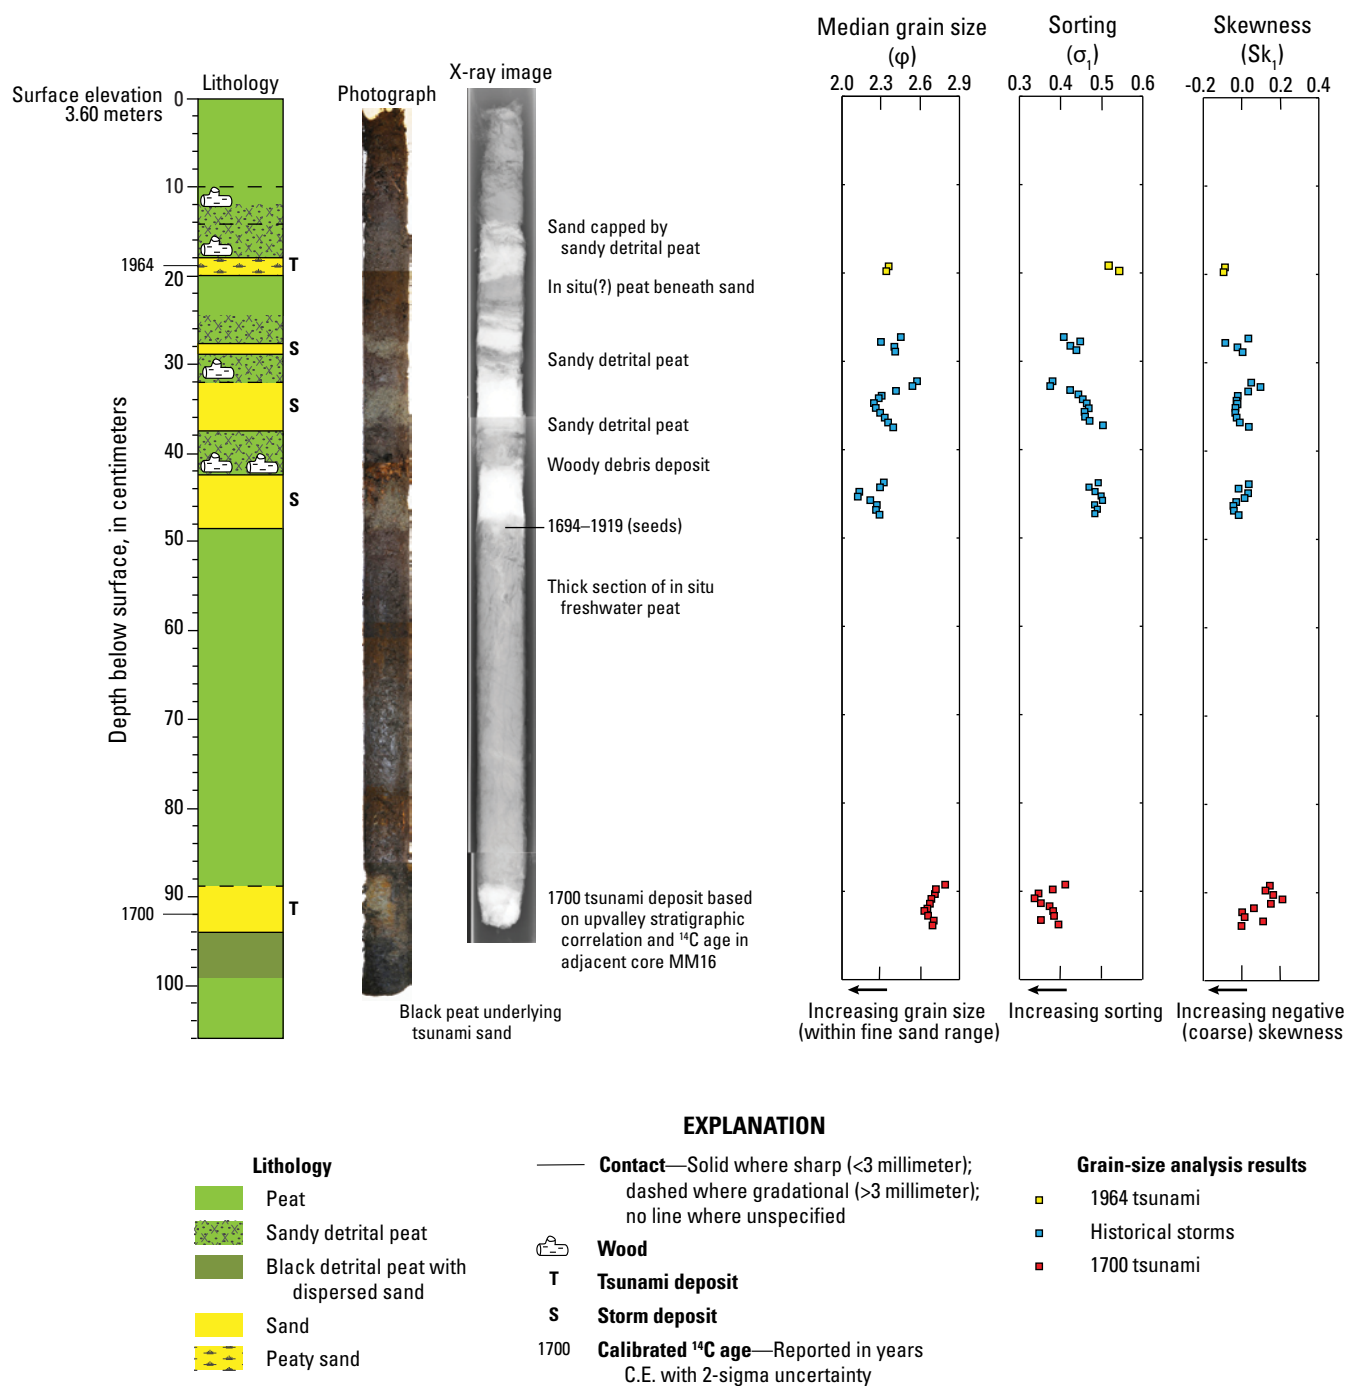 Median grain size
(φ)
Sorting
(σ1)
Skewness
(Sk1)
Surface elevation
3.60 meters
Lithology
Photograph
X-ray image
2.0 2.3 2.6 2.9
0.3 0.4 0.5 0.6
-0.2 0.0 0.2 0.4
Depth below surface, in centimeters
0
10
20
30
40
50
60
70
80
90
100
1964
1700
T
S
S
S
T
Sand capped by
sandy detrital peat
In situ(?) peat beneath sand
Sandy detrital peat
Sandy detrital peat
Woody debris deposit
1694–1919 (seeds)
Thick section of in situ
freshwater peat
1700 tsunami deposit based
on upvalley stratigraphic
correlation and 14C age in
adjacent core MM16
Black peat underlying
tsunami sand
Increasing grain size
(within fine sand range)
Increasing sorting
Increasing negative
(coarse) skewness
EXPLANATION
Lithology
Peat
Sandy detrital peat
Black detrital peat with
dispersed sand
Sand
Peaty sand
Contact—Solid where sharp (<3 millimeter);
dashed where gradational (>3 millimeter);
no line where unspecified
Wood
T Tsunami deposit
S Storm deposit
1700 Calibrated 14C age—Reported in years
C.E. with 2-sigma uncertainty
Grain-size analysis results
1964 tsunami
Historical storms
1700 tsunami